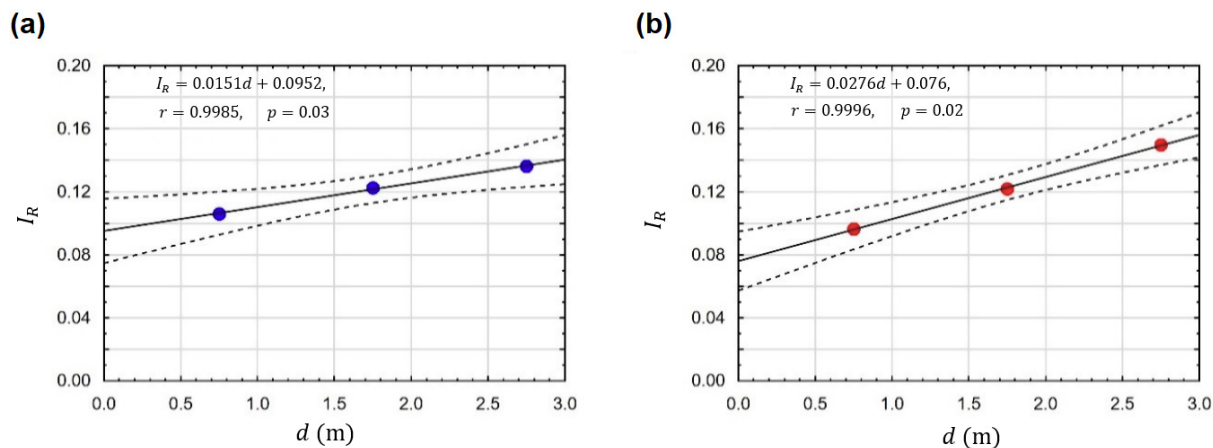 (a)
I_R = 0.0151d + 0.0952,
r = 0.9985, p = 0.03
0.20
0.16
0.12
0.08
0.04
0.00
I_R
0.0 0.5 1.0 1.5 2.0 2.5 3.0
d (m)
(b)
I_R = 0.0276d + 0.076,
r = 0.9996, p = 0.02
0.20
0.16
0.12
0.08
0.04
0.00
I_R
0.0 0.5 1.0 1.5 2.0 2.5 3.0
d (m)